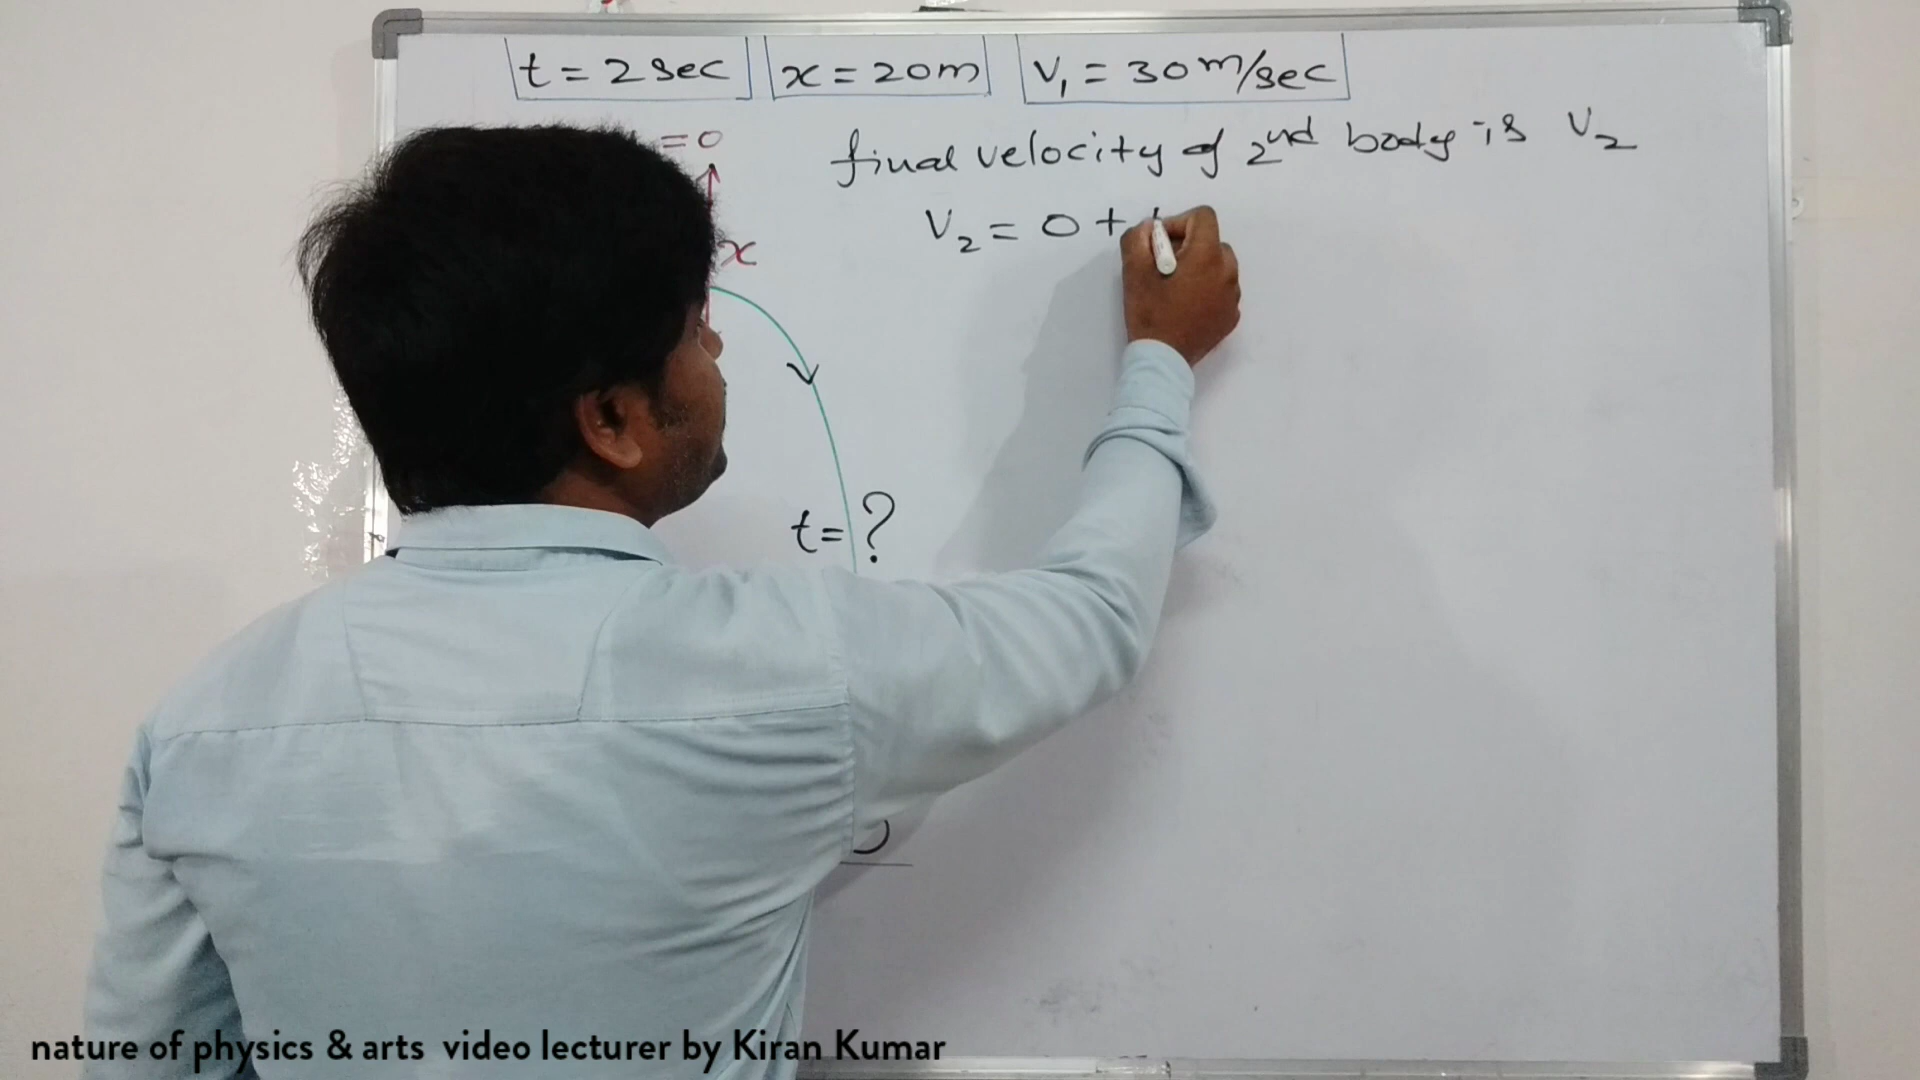 t = 2 sec x = 20m V₁ = 30 m/sec
= 0
final velocity of 2nd body is V₂
V₂ = 0 +
x
t = ?
nature of physics & arts video lecturer by Kiran Kumar